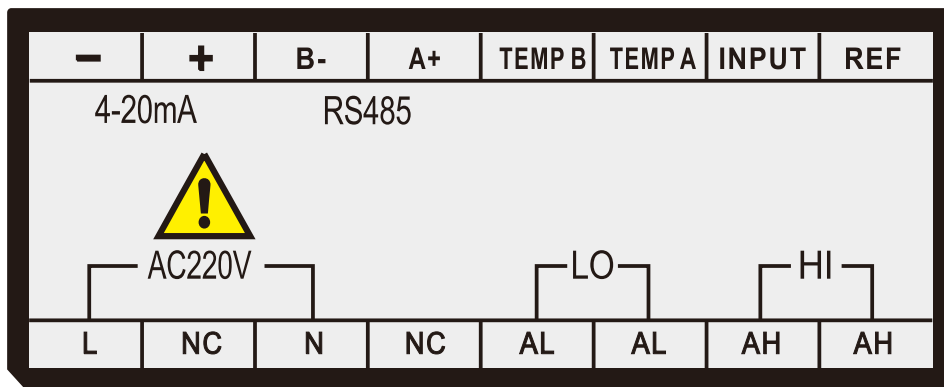 − + B- A+ TEMP B TEMP A INPUT REF
4-20mA RS485
AC220V LO HI
L NC N NC AL AL AH AH